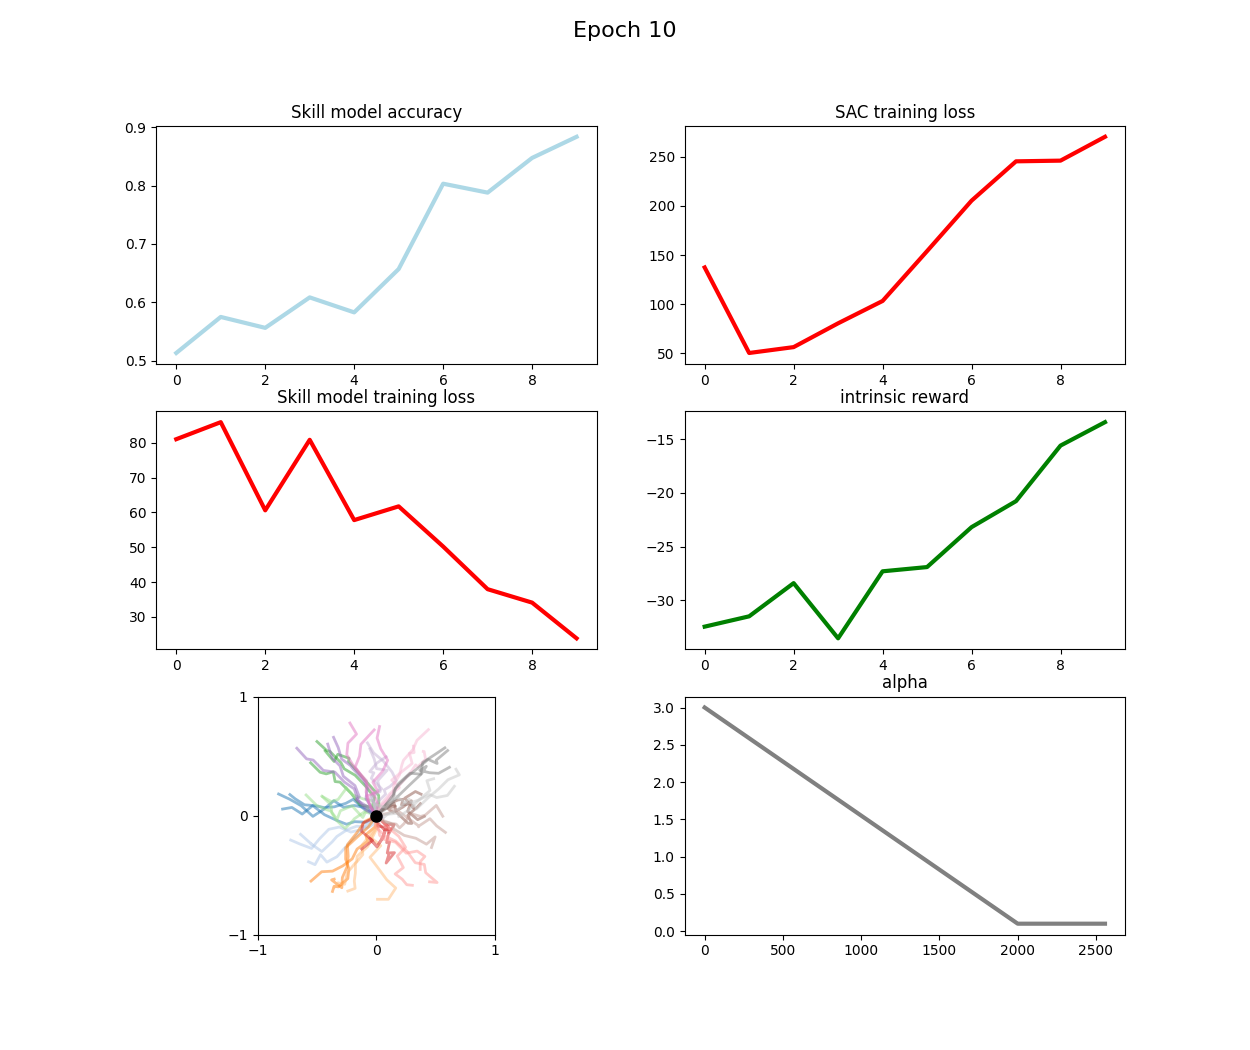 Epoch 10
Skill model accuracy
0.9
0.8
0.7
0.6
0.5
0 2 4 6 8
SAC training loss
250
200
150
100
50
0 2 4 6 8
Skill model training loss
80
70
60
50
40
30
0 2 4 6 8
intrinsic reward
−15
−20
−25
−30
0 2 4 6 8
1
0
−1
−1 0 1
alpha
3.0
2.5
2.0
1.5
1.0
0.5
0.0
0 500 1000 1500 2000 2500